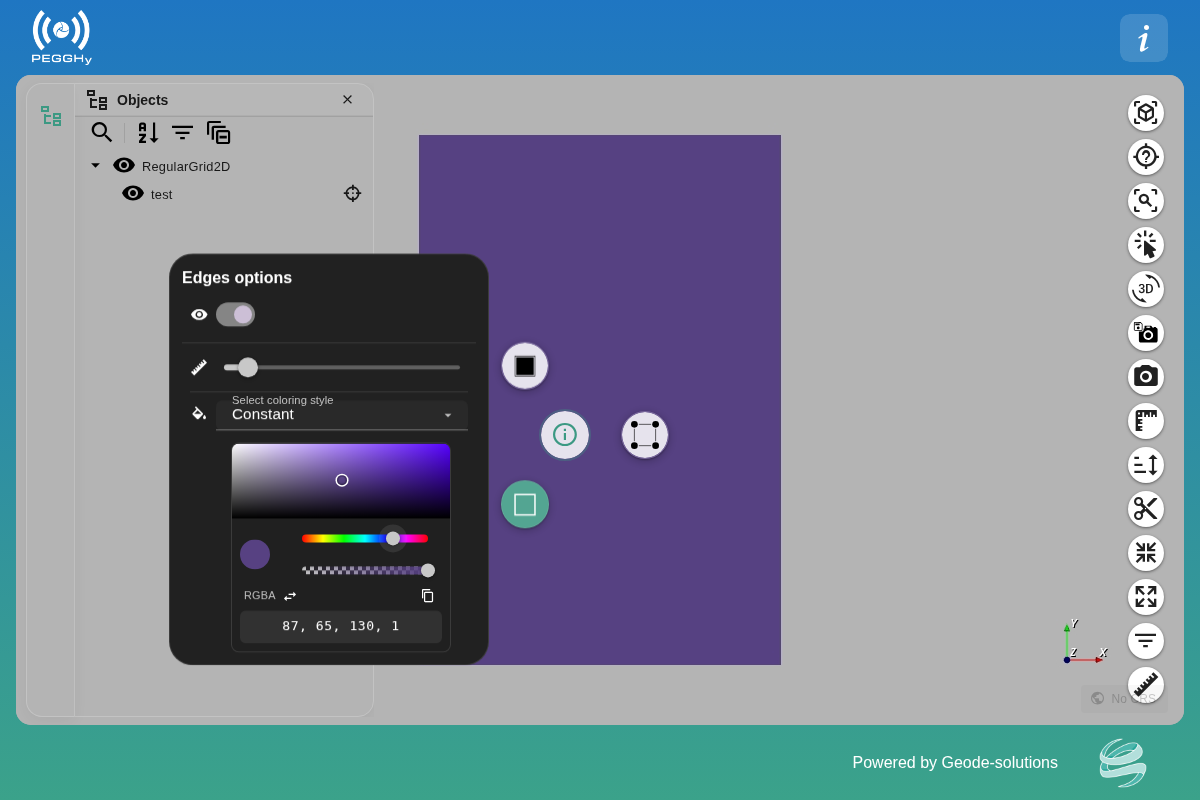 PEGGHy
i
Objects
A
Z
RegularGrid2D
test
Edges options
Select coloring style
Constant
RGBA
87, 65, 130, 1
3D
Y
Z
X
No CRS
Powered by Geode-solutions